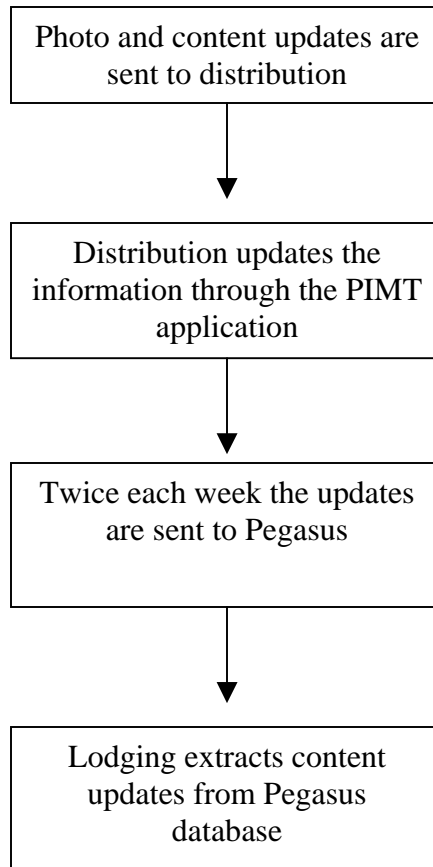 Photo and content updates are
sent to distribution
Distribution updates the
information through the PIMT
application
Twice each week the updates
are sent to Pegasus
Lodging extracts content
updates from Pegasus
database